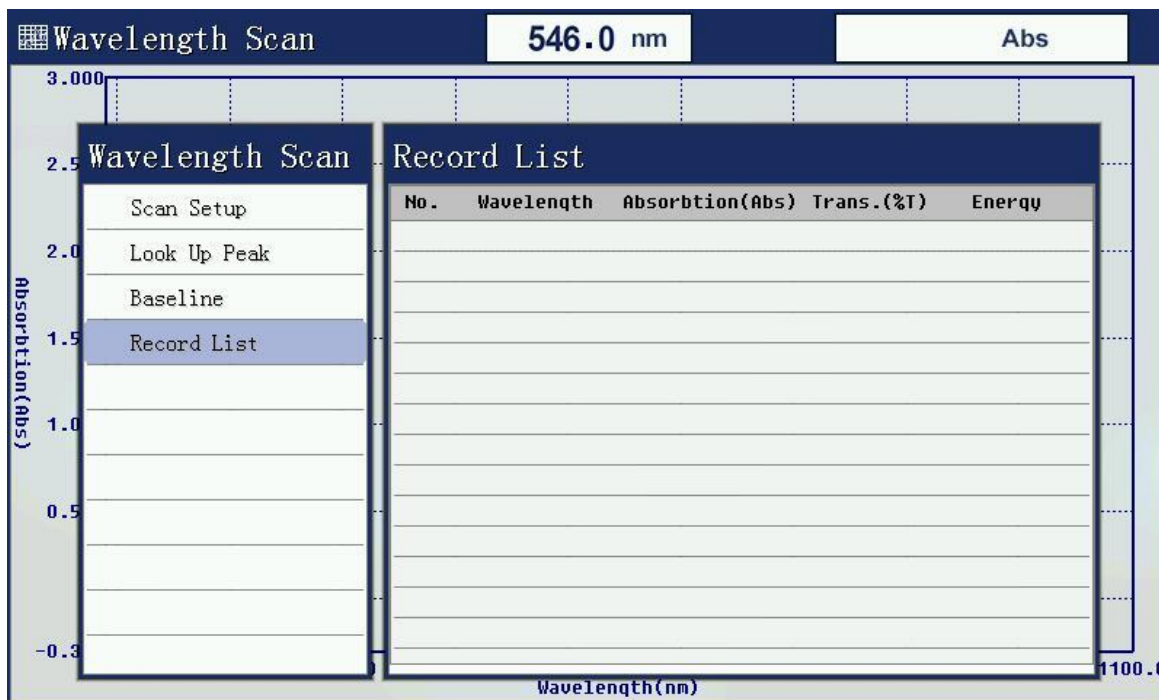 Wavelength Scan
546.0 nm
Abs
3.000
2.5
2.0
1.5
1.0
0.5
-0.3
Absorbtion(Abs)
Wavelength Scan
Scan Setup
Look Up Peak
Baseline
Record List
Record List
No. Wavelength Absorbtion(Abs) Trans.(%T) Energy
1100.
Wavelength(nm)